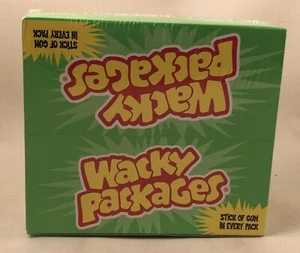 STICK OF GUM
IN EVERY PACK
Wacky
Packages
Wacky
Packages
STICK OF GUM
IN EVERY PACK